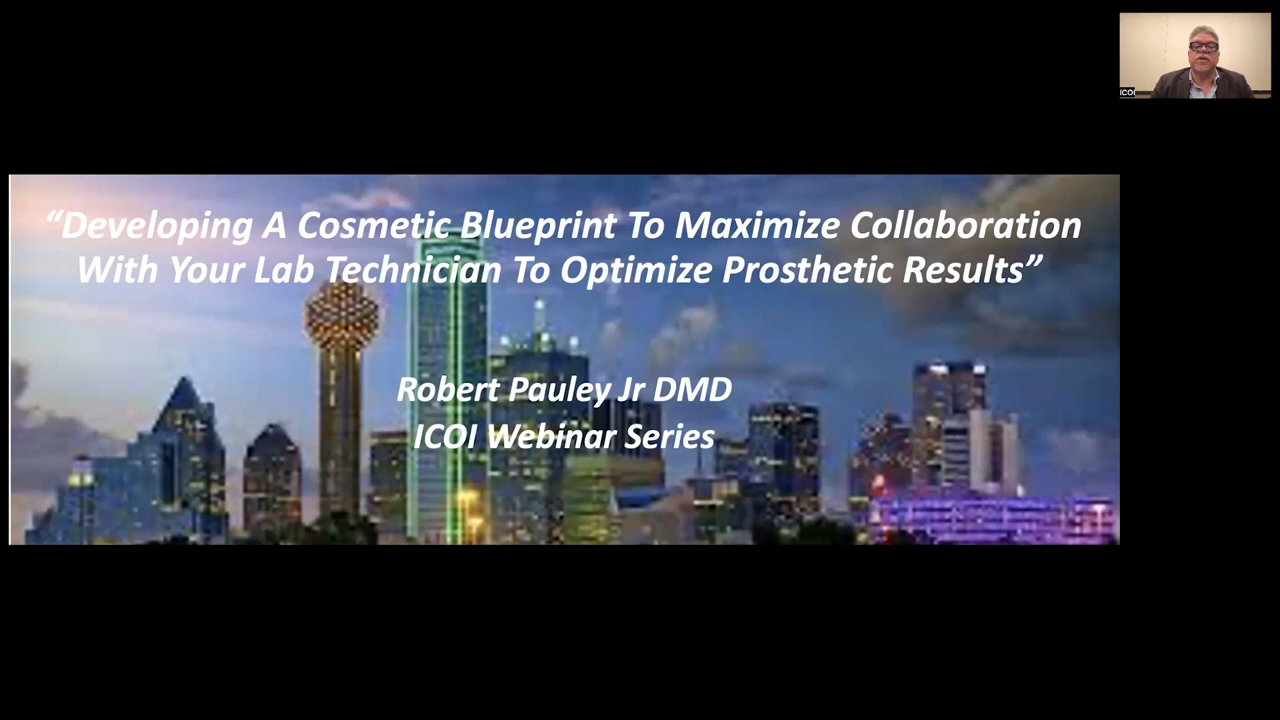 “Developing A Cosmetic Blueprint To Maximize Collaboration
With Your Lab Technician To Optimize Prosthetic Results”
Robert Pauley Jr DMD
ICOI Webinar Series
ICOI